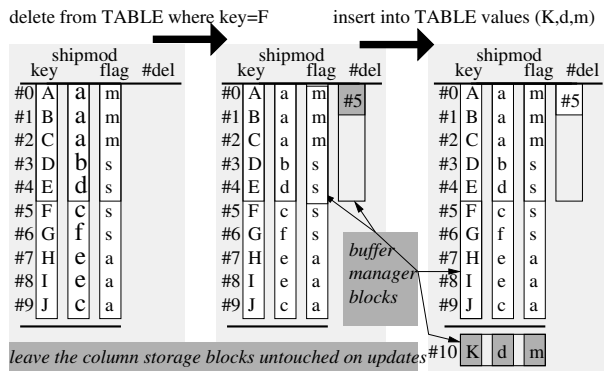 delete from TABLE where key=F insert into TABLE values (K,d,m)
shipmod shipmod shipmod
key flag #del key flag #del key flag #del
#0 A a m #0 A a m #5 #0 A a m #5
#1 B a m #1 B a m #1 B a m
#2 C a m #2 C a m #2 C a m
#3 D b s #3 D b s #3 D b s
#4 E d s #4 E d s #4 E d s
#5 F c s #5 F c s #5 F c s
#6 G f s #6 G f s #6 G f s
#7 H e a #7 H e a #7 H e a
#8 I e a #8 I e a #8 I e a
#9 J c a #9 J c a #9 J c a
buffer
manager
blocks
leave the column storage blocks untouched on updates #10 K d m